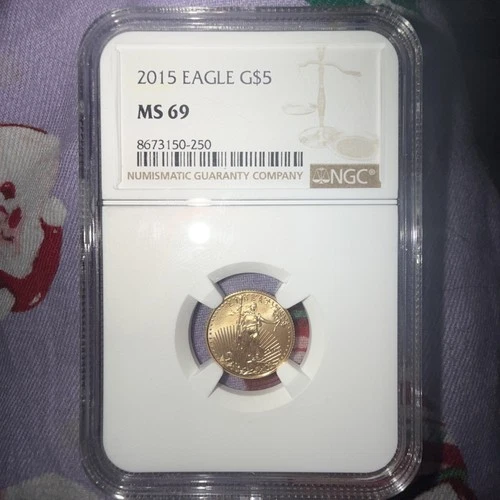 2015 EAGLE G$5
MS 69
8673150-250
NUMISMATIC GUARANTY COMPANY
NGC®